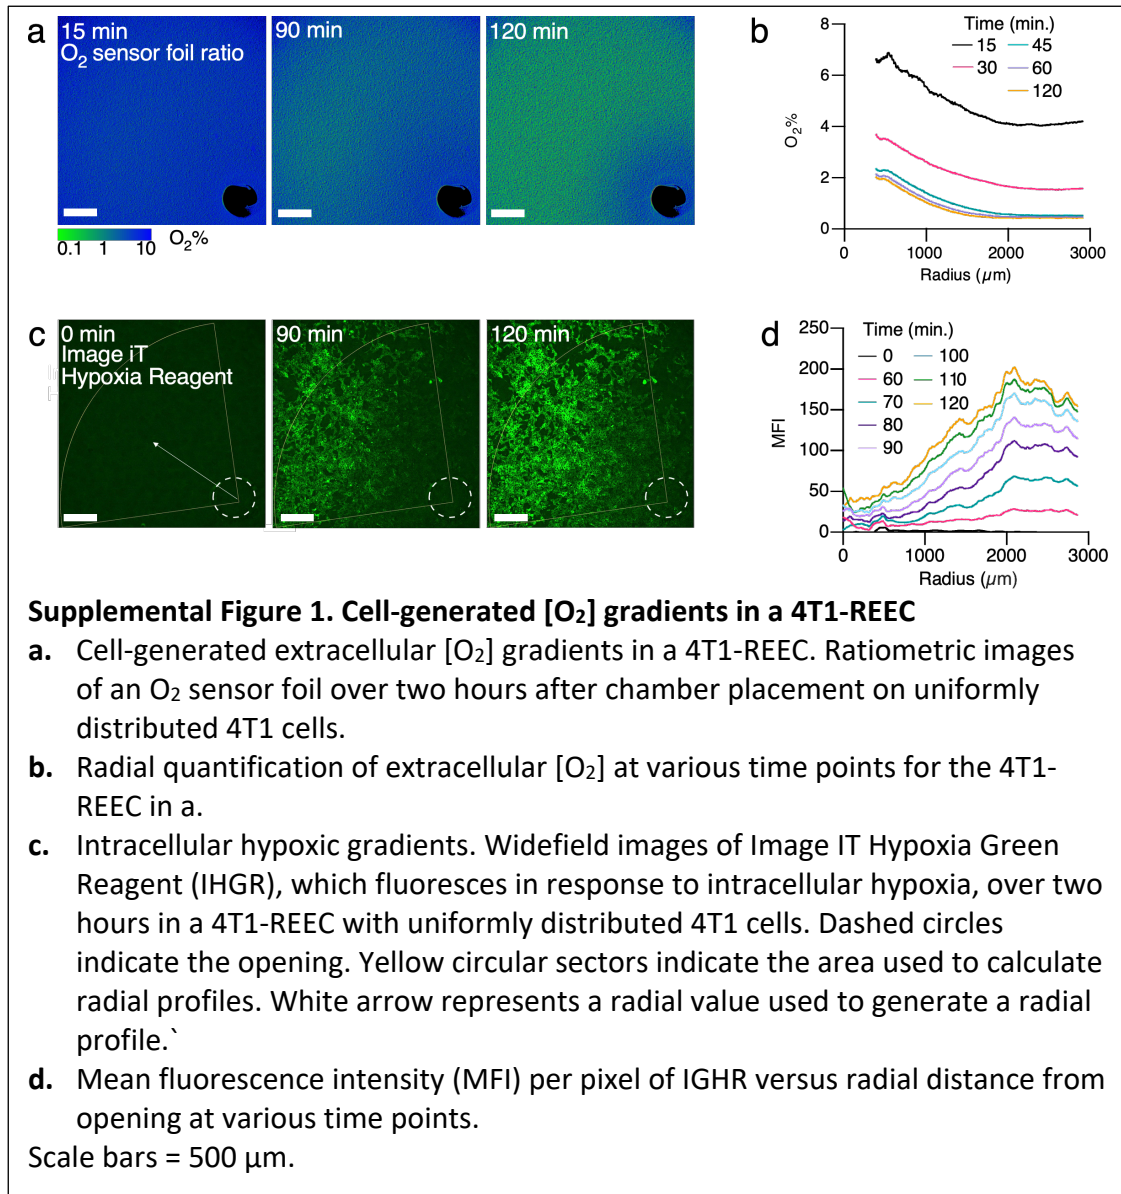 a
15 min
O₂ sensor foil ratio
90 min
120 min
0.1 1 10 O₂%
b
Time (min.)
15 45
30 60
120
8
6
4
2
0
O₂%
0 1000 2000 3000
Radius (µm)
c
0 min
Image iT
Hypoxia Reagent
90 min
120 min
d
Time (min.)
0 100
60 110
70 120
80
90
250
200
150
100
50
0
MFI
0 1000 2000 3000
Radius (µm)
Supplemental Figure 1. Cell-generated [O₂] gradients in a 4T1-REEC
a. Cell-generated extracellular [O₂] gradients in a 4T1-REEC. Ratiometric images
of an O₂ sensor foil over two hours after chamber placement on uniformly
distributed 4T1 cells.
b. Radial quantification of extracellular [O₂] at various time points for the 4T1-
REEC in a.
c. Intracellular hypoxic gradients. Widefield images of Image IT Hypoxia Green
Reagent (IHGR), which fluoresces in response to intracellular hypoxia, over two
hours in a 4T1-REEC with uniformly distributed 4T1 cells. Dashed circles
indicate the opening. Yellow circular sectors indicate the area used to calculate
radial profiles. White arrow represents a radial value used to generate a radial
profile.`
d. Mean fluorescence intensity (MFI) per pixel of IGHR versus radial distance from
opening at various time points.
Scale bars = 500 µm.